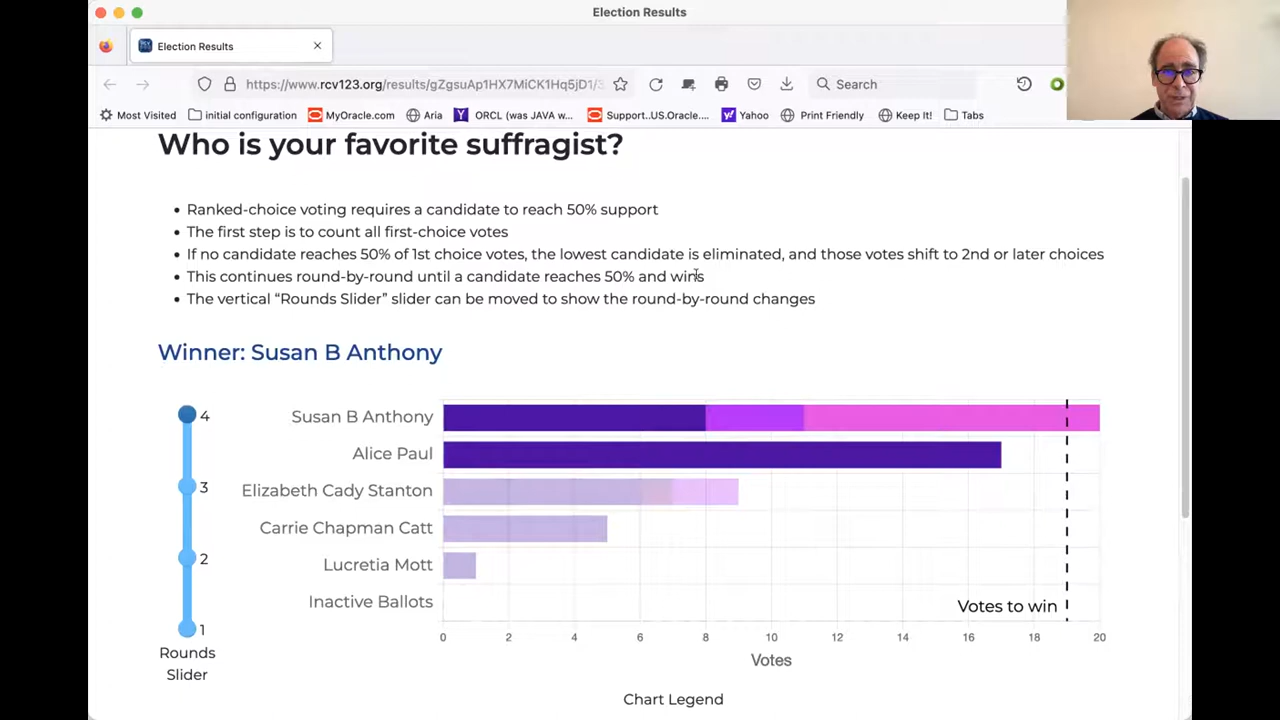 Election Results
Election Results
https://www.rcv123.org/results/gZgsuAp1HX7MiCK1Hq5jD1/
Search
Most Visited initial configuration MyOracle.com Aria ORCL (was JAVA w... Support..US.Oracle.... Yahoo Print Friendly Keep It! Tabs
Who is your favorite suffragist?
• Ranked-choice voting requires a candidate to reach 50% support
• The first step is to count all first-choice votes
• If no candidate reaches 50% of 1st choice votes, the lowest candidate is eliminated, and those votes shift to 2nd or later choices
• This continues round-by-round until a candidate reaches 50% and wins
• The vertical “Rounds Slider” slider can be moved to show the round-by-round changes
Winner: Susan B Anthony
4
3
2
1
Rounds
Slider
Susan B Anthony
Alice Paul
Elizabeth Cady Stanton
Carrie Chapman Catt
Lucretia Mott
Inactive Ballots
Votes to win
0 2 4 6 8 10 12 14 16 18 20
Votes
Chart Legend